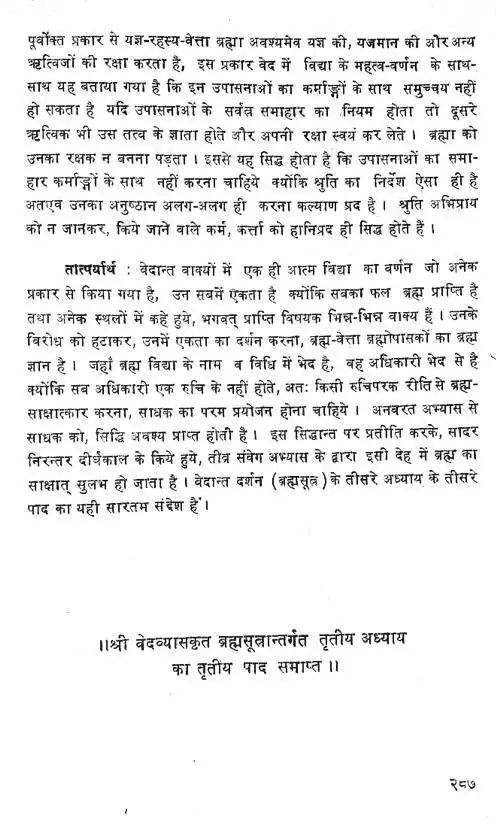 पूर्वोक्त प्रकार से यज्ञ-रहस्य-वेत्ता ब्रह्मा अवश्यमेव यज्ञ की, यजमान की और अन्य
ऋत्विजों की रक्षा करता है, इस प्रकार वेद में विद्या के महत्व-वर्णन के साथ-
साथ यह बताया गया है कि इन उपासनाओं का कर्माङ्गों के साथ समुच्चय नहीं
हो सकता है यदि उपासनाओं के सर्वत्र समाहार का नियम होता तो दूसरे
ऋत्विक भी उस तत्व के ज्ञाता होते और अपनी रक्षा स्वयं कर लेते। ब्रह्मा को
उनका रक्षक न बनना पड़ता। इससे यह सिद्ध होता है कि उपासनाओं का समा-
हार कर्माङ्गों के साथ नहीं करना चाहिये क्योंकि श्रुति का निर्देश ऐसा ही है
अतएव उनका अनुष्ठान अलग-अलग ही करना कल्याण प्रद है। श्रुति अभिप्राय
को न जानकर, किये जाने वाले कर्म, कर्त्ता को हानिप्रद ही सिद्ध होते हैं।
तात्पर्यार्थ : वेदान्त वाक्यों में एक ही आत्म विद्या का वर्णन जो अनेक
प्रकार से किया गया है, उन सबमें एकता है क्योंकि सबका फल ब्रह्म प्राप्ति है
तथा अनेक स्थलों में कहे हुये, भगवत् प्राप्ति विषयक भिन्न-भिन्न वाक्य हैं। उनके
विरोध को हटाकर, उनमें एकता का दर्शन करना, ब्रह्म-वेत्ता ब्रह्मोपासकों का ब्रह्म
ज्ञान है। जहाँ ब्रह्म विद्या के नाम व विधि में भेद है, वह अधिकारी भेद से है
क्योंकि सब अधिकारी एक रुचि के नहीं होते, अतः किसी रुचिपरक रीति से ब्रह्म-
साक्षात्कार करना, साधक का परम प्रयोजन होना चाहिये। अनवरत अभ्यास से
साधक को, सिद्धि अवश्य प्राप्त होती है। इस सिद्धान्त पर प्रतीति करके, सादर
निरन्तर दीर्घकाल के किये हुये, तीव्र संवेग अभ्यास के द्वारा इसी देह में ब्रह्म का
साक्षात् सुलभ हो जाता है। वेदान्त दर्शन (ब्रह्मसूत्र) के तीसरे अध्याय के तीसरे
पाद का यही सारतम संदेश है।
॥श्री वेदव्यासकृत ब्रह्मसूत्रान्तर्गत तृतीय अध्याय
का तृतीय पाद समाप्त॥
२८७